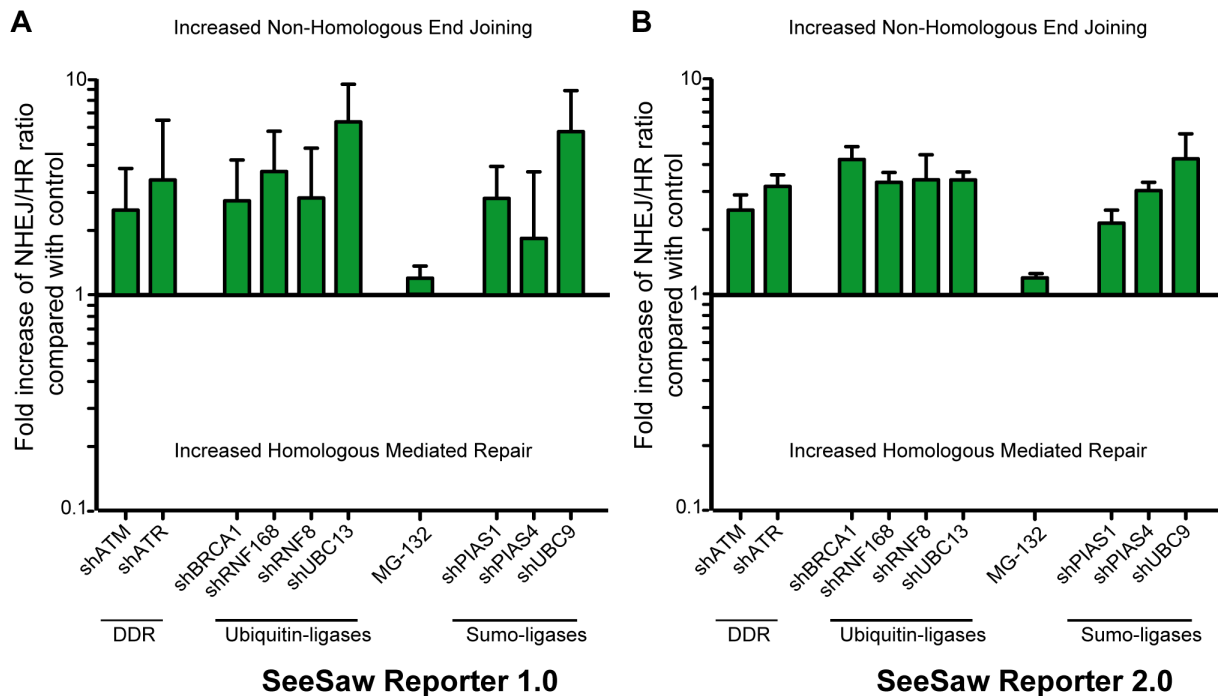 A
Increased Non-Homologous End Joining
Fold increase of NHEJ/HR ratio
compared with control
10
1
0.1
Increased Homologous Mediated Repair
shATM
shATR
shBRCA1
shRNF168
shRNF8
shUBC13
MG-132
shPIAS1
shPIAS4
shUBC9
DDR
Ubiquitin-ligases
Sumo-ligases
SeeSaw Reporter 1.0
B
Increased Non-Homologous End Joining
Fold increase of NHEJ/HR ratio
compared with control
10
1
0.1
Increased Homologous Mediated Repair
shATM
shATR
shBRCA1
shRNF168
shRNF8
shUBC13
MG-132
shPIAS1
shPIAS4
shUBC9
DDR
Ubiquitin-ligases
Sumo-ligases
SeeSaw Reporter 2.0